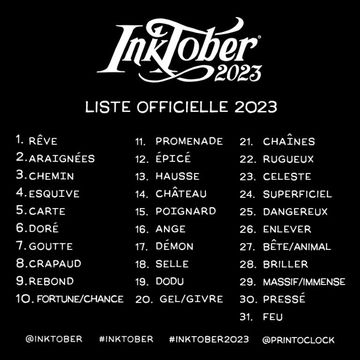 InkTober
2023
LISTE OFFICIELLE 2023
1. RÊVE
2. ARAIGNÉES
3. CHEMIN
4. ESQUIVE
5. CARTE
6. DORÉ
7. GOUTTE
8. CRAPAUD
9. REBOND
10. FORTUNE/CHANCE
11. PROMENADE
12. ÉPICÉ
13. HAUSSE
14. CHÂTEAU
15. POIGNARD
16. ANGE
17. DÉMON
18. SELLE
19. DODU
20. GEL/GIVRE
21. CHAÎNES
22. RUGUEUX
23. CELESTE
24. SUPERFICIEL
25. DANGEREUX
26. ENLEVER
27. BÊTE/ANIMAL
28. BRILLER
29. MASSIF/IMMENSE
30. PRESSÉ
31. FEU
@INKTOBER #INKTOBER #INKTOBER2023 @PRINTOCLOCK